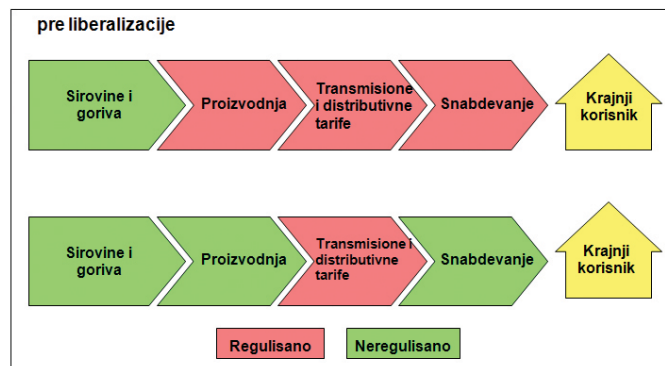 pre liberalizacije
Sirovine i
goriva
Proizvodnja
Transmisione
i distributivne
tarife
Snabdevanje
Krajnji
korisnik
Sirovine i
goriva
Proizvodnja
Transmisione i
distributivne
tarife
Snabdevanje
Krajnji
korisnik
Regulisano
Neregulisano